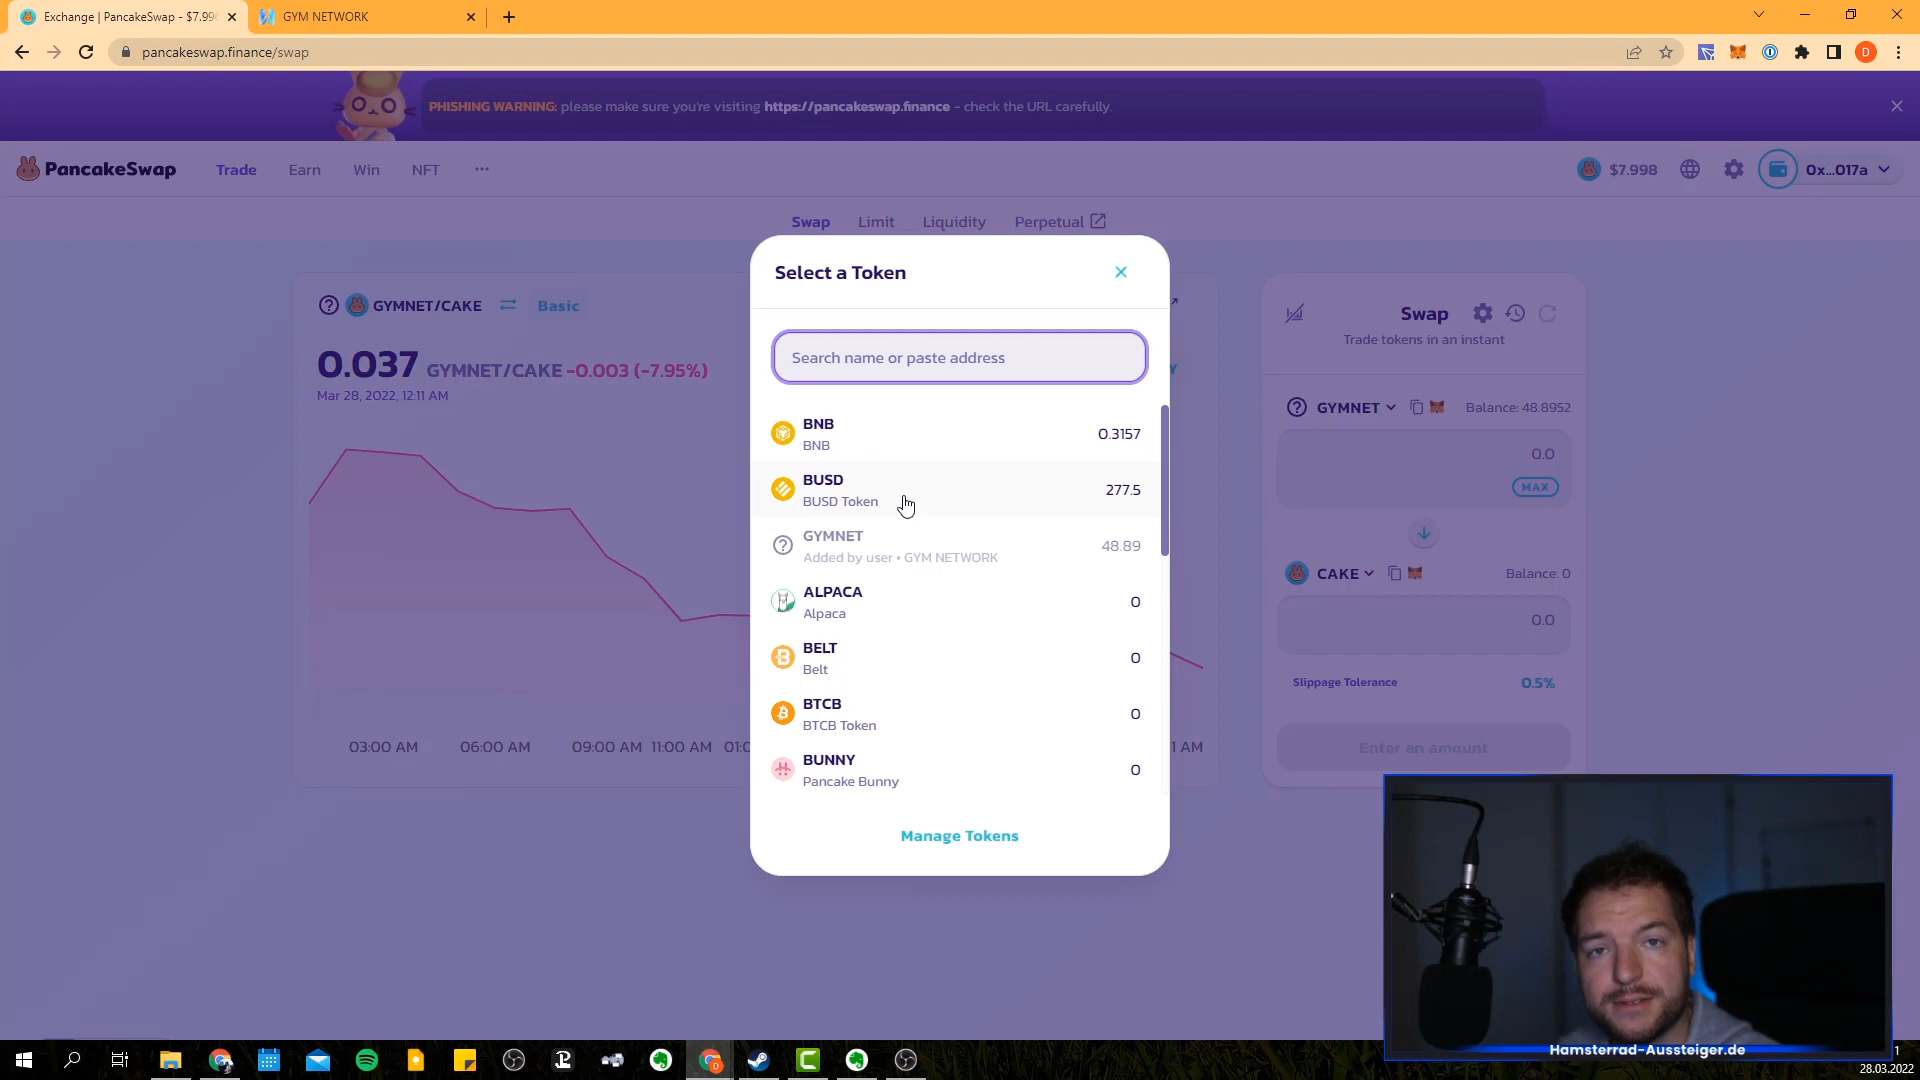 Exchange | PancakeSwap - $7.99
GYM NETWORK
pancakeswap.finance/swap
D
PHISHING WARNING: please make sure you're visiting https://pancakeswap.finance - check the URL carefully.
PancakeSwap
Trade
Earn
Win
NFT
$7.998
0x...017a
Swap
Limit
Liquidity
Perpetual
GYMNET/CAKE
Basic
0.037 GYMNET/CAKE -0.003 (-7.95%)
Mar 28, 2022, 12:11 AM
03:00 AM
06:00 AM
09:00 AM
11:00 AM
Select a Token
Search name or paste address
BNB
BNB
0.3157
BUSD
BUSD Token
277.5
GYMNET
Added by user • GYM NETWORK
48.89
ALPACA
Alpaca
0
BELT
Belt
0
BTCB
BTCB Token
0
BUNNY
Pancake Bunny
0
Manage Tokens
Swap
Trade tokens in an instant
GYMNET
Balance: 48.8952
0.0
MAX
CAKE
Balance: 0
0.0
Slippage Tolerance
0.5%
Enter an amount
Hamsterrad-Aussteiger.de
28.03.2022